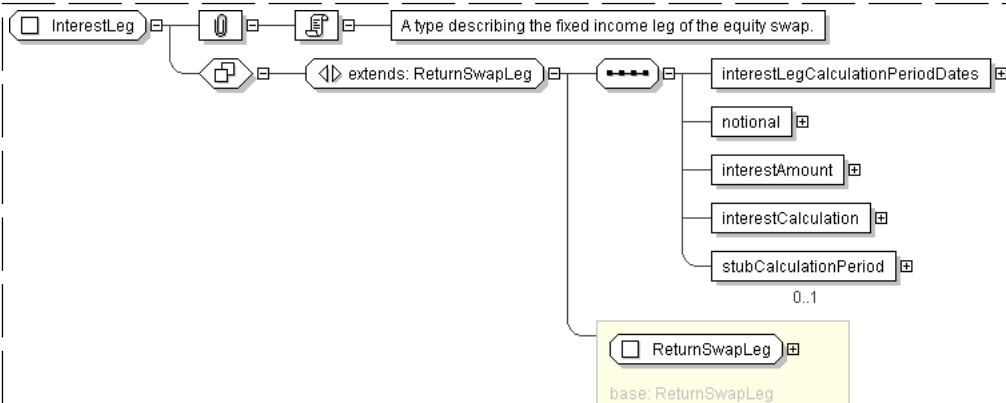 InterestLeg
A type describing the fixed income leg of the equity swap.
extends: ReturnSwapLeg
interestLegCalculationPeriodDates
notional
interestAmount
interestCalculation
stubCalculationPeriod
0..1
ReturnSwapLeg
base: ReturnSwapLeg